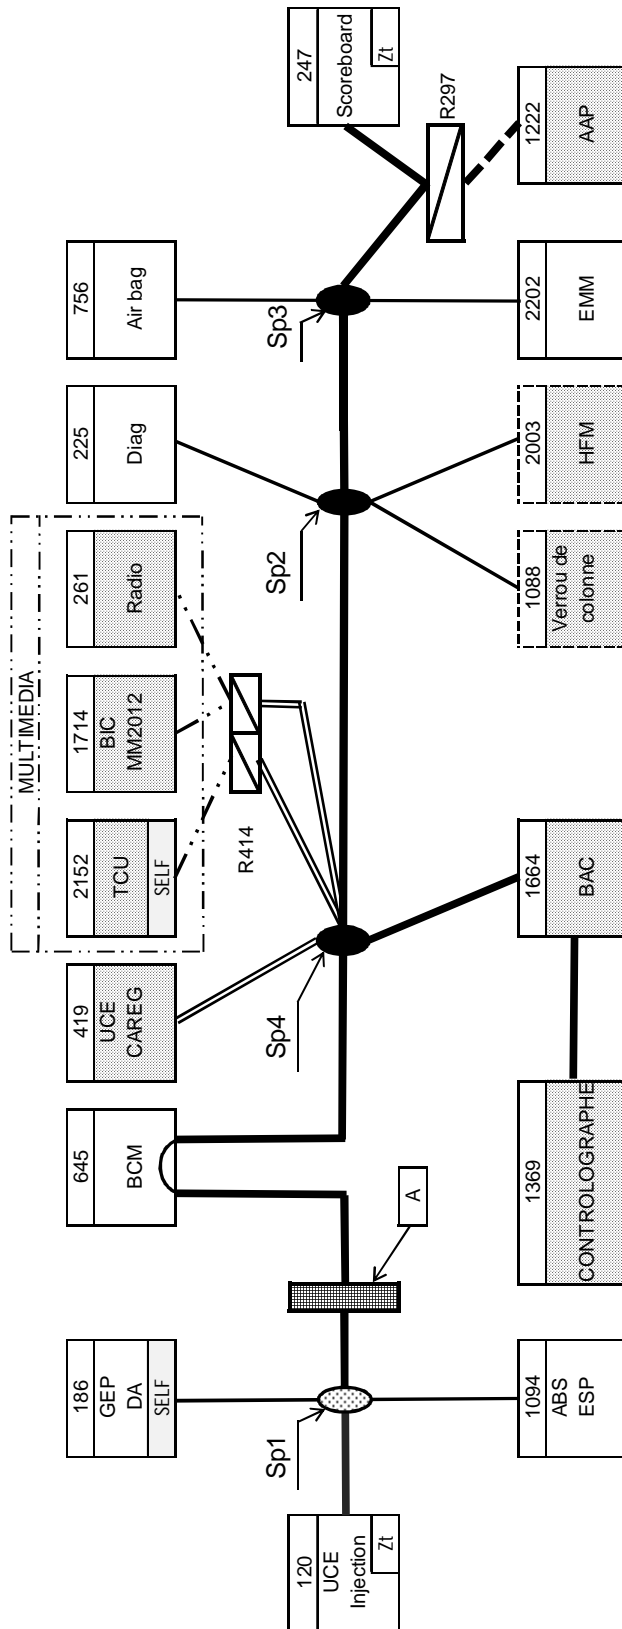 MULTIMEDIA
186
GEP
DA
SELF
645
BCM
419
UCE
CAREG
2152
TCU
SELF
1714
BIC
MM2012
261
Radio
225
Diag
756
Air bag
R414
120
UCE
Injection
Zt
Sp1
A
Sp4
Sp2
Sp3
247
Scoreboard
Zt
R297
1094
ABS
ESP
1369
CONTROLOGRAPHE
1664
BAC
1088
Verrou de
colonne
2003
HFM
2202
EMM
1222
AAP